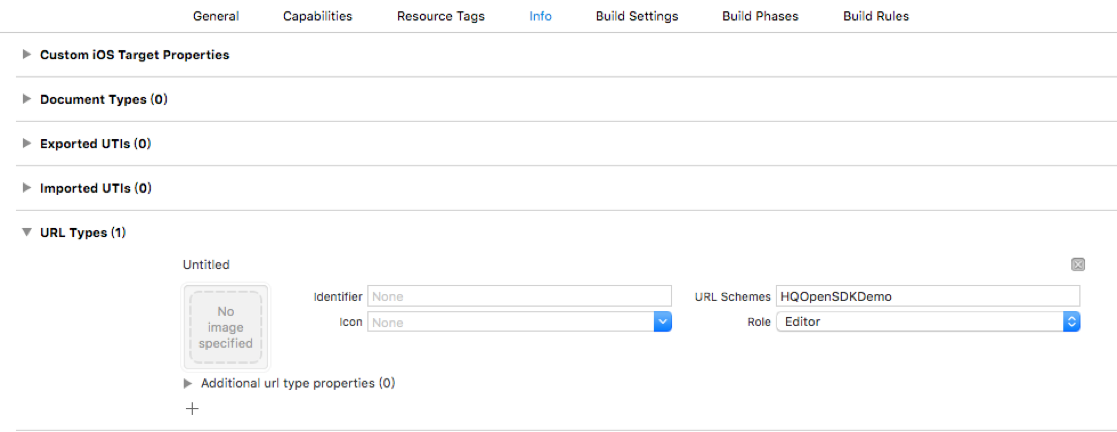 General Capabilities Resource Tags Info Build Settings Build Phases Build Rules
Custom iOS Target Properties
Document Types (0)
Exported UTIs (0)
Imported UTIs (0)
URL Types (1)
Untitled
No
image
specified
Identifier None URL Schemes HQOpenSDKDemo
Icon None Role Editor
Additional url type properties (0)